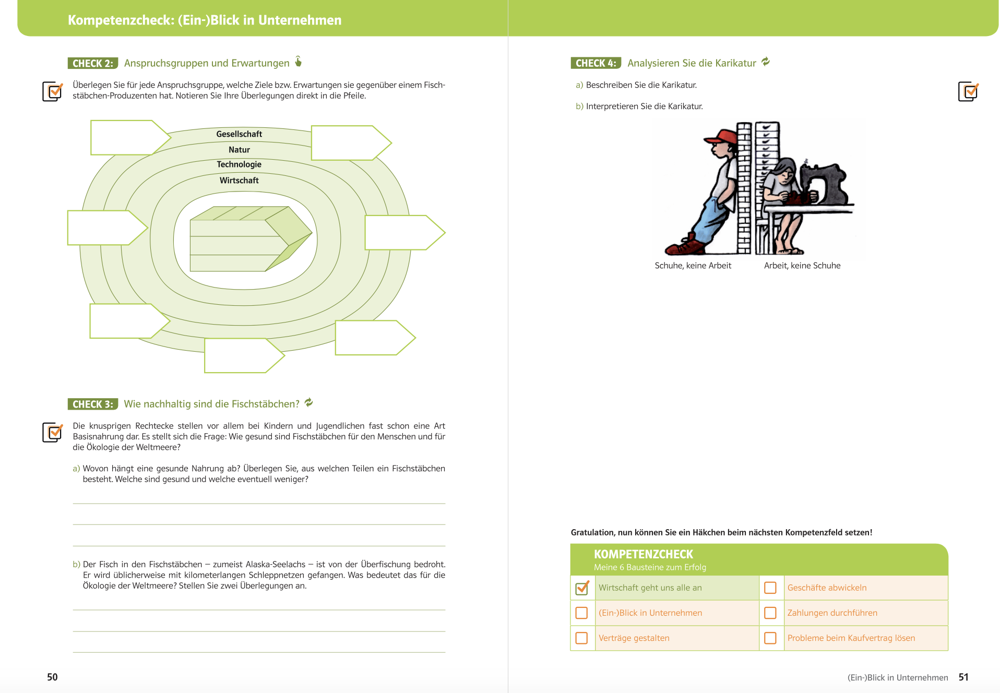 Kompetenzcheck: (Ein-)Blick in Unternehmen
CHECK 2: Anspruchsgruppen und Erwartungen
Überlegen Sie für jede Anspruchsgruppe, welche Ziele bzw. Erwartungen sie gegenüber einem Fisch-
stäbchen-Produzenten hat. Notieren Sie Ihre Überlegungen direkt in die Pfeile.
Gesellschaft
Natur
Technologie
Wirtschaft
CHECK 3: Wie nachhaltig sind die Fischstäbchen?
Die knusprigen Rechtecke stellen vor allem bei Kindern und Jugendlichen fast schon eine Art
Basisnahrung dar. Es stellt sich die Frage: Wie gesund sind Fischstäbchen für den Menschen und für
die Ökologie der Weltmeere?
a) Wovon hängt eine gesunde Nahrung ab? Überlegen Sie, aus welchen Teilen ein Fischstäbchen
besteht. Welche sind gesund und welche eventuell weniger?
b) Der Fisch in den Fischstäbchen – zumeist Alaska-Seelachs – ist von der Überfischung bedroht.
Er wird üblicherweise mit kilometerlangen Schleppnetzen gefangen. Was bedeutet das für die
Ökologie der Weltmeere? Stellen Sie zwei Überlegungen an.
50
CHECK 4: Analysieren Sie die Karikatur
a) Beschreiben Sie die Karikatur.
b) Interpretieren Sie die Karikatur.
Schuhe, keine Arbeit
Arbeit, keine Schuhe
Gratulation, nun können Sie ein Häkchen beim nächsten Kompetenzfeld setzen!
KOMPETENZCHECK
Meine 6 Bausteine zum Erfolg
Wirtschaft geht uns alle an
Geschäfte abwickeln
(Ein-)Blick in Unternehmen
Zahlungen durchführen
Verträge gestalten
Probleme beim Kaufvertrag lösen
(Ein-)Blick in Unternehmen 51